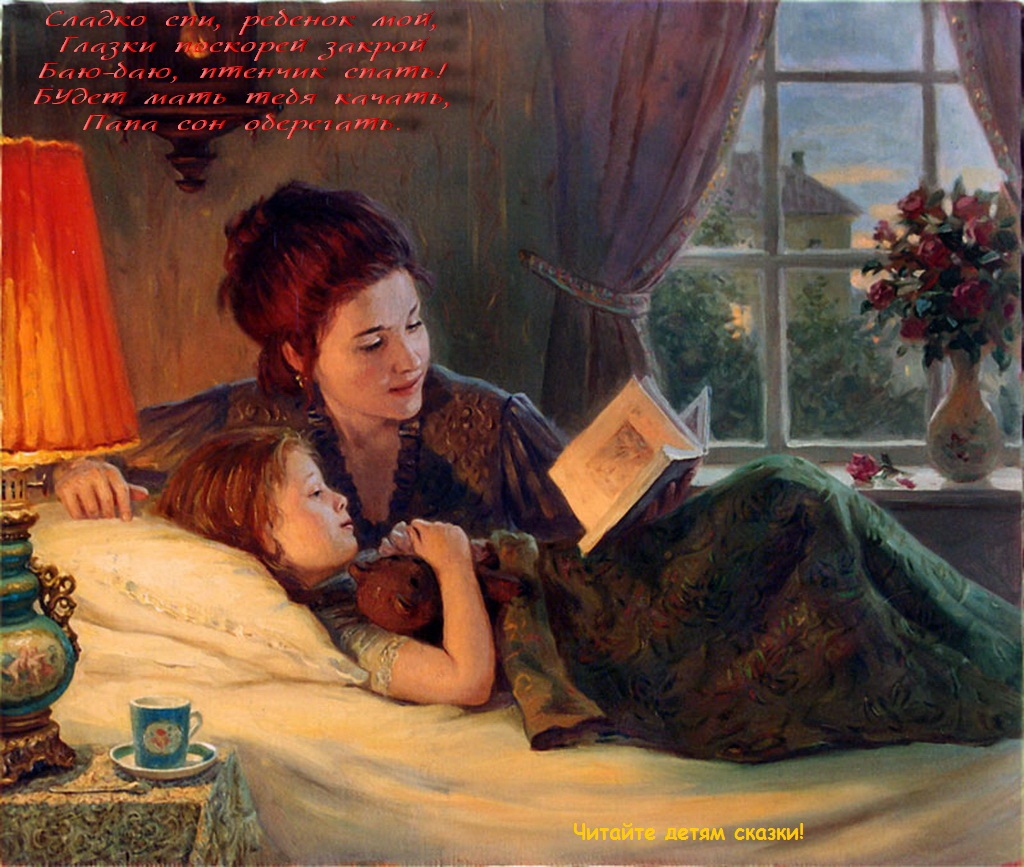 Сладко спи, ребенок мой,
Глазки поскорей закрой
Баю-баю, птенчик спать!
БУдет мать тебя качать,
Папа сон оберегать.
Читайте детям сказки!